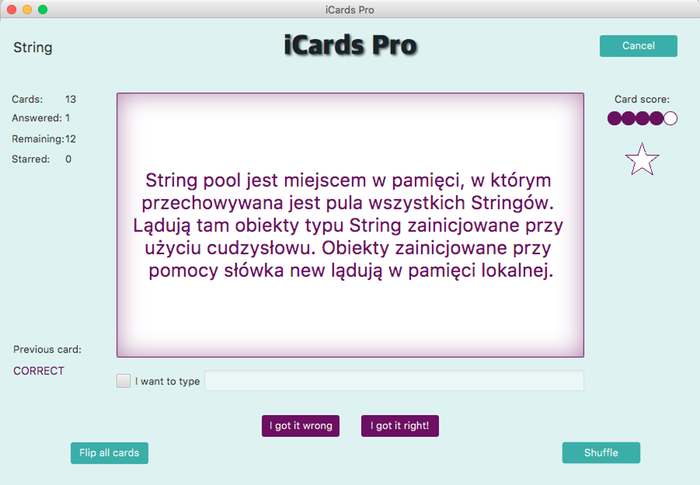 iCards Pro
String
iCards Pro
Cancel
Cards: 13
Answered: 1
Remaining: 12
Starred: 0
Card score:
String pool jest miejscem w pamięci, w którym
przechowywana jest pula wszystkich Stringów.
Lądują tam obiekty typu String zainicjowane przy
użyciu cudzysłowu. Obiekty zainicjowane przy
pomocy słówka new lądują w pamięci lokalnej.
Previous card:
CORRECT
I want to type
I got it wrong
I got it right!
Flip all cards
Shuffle